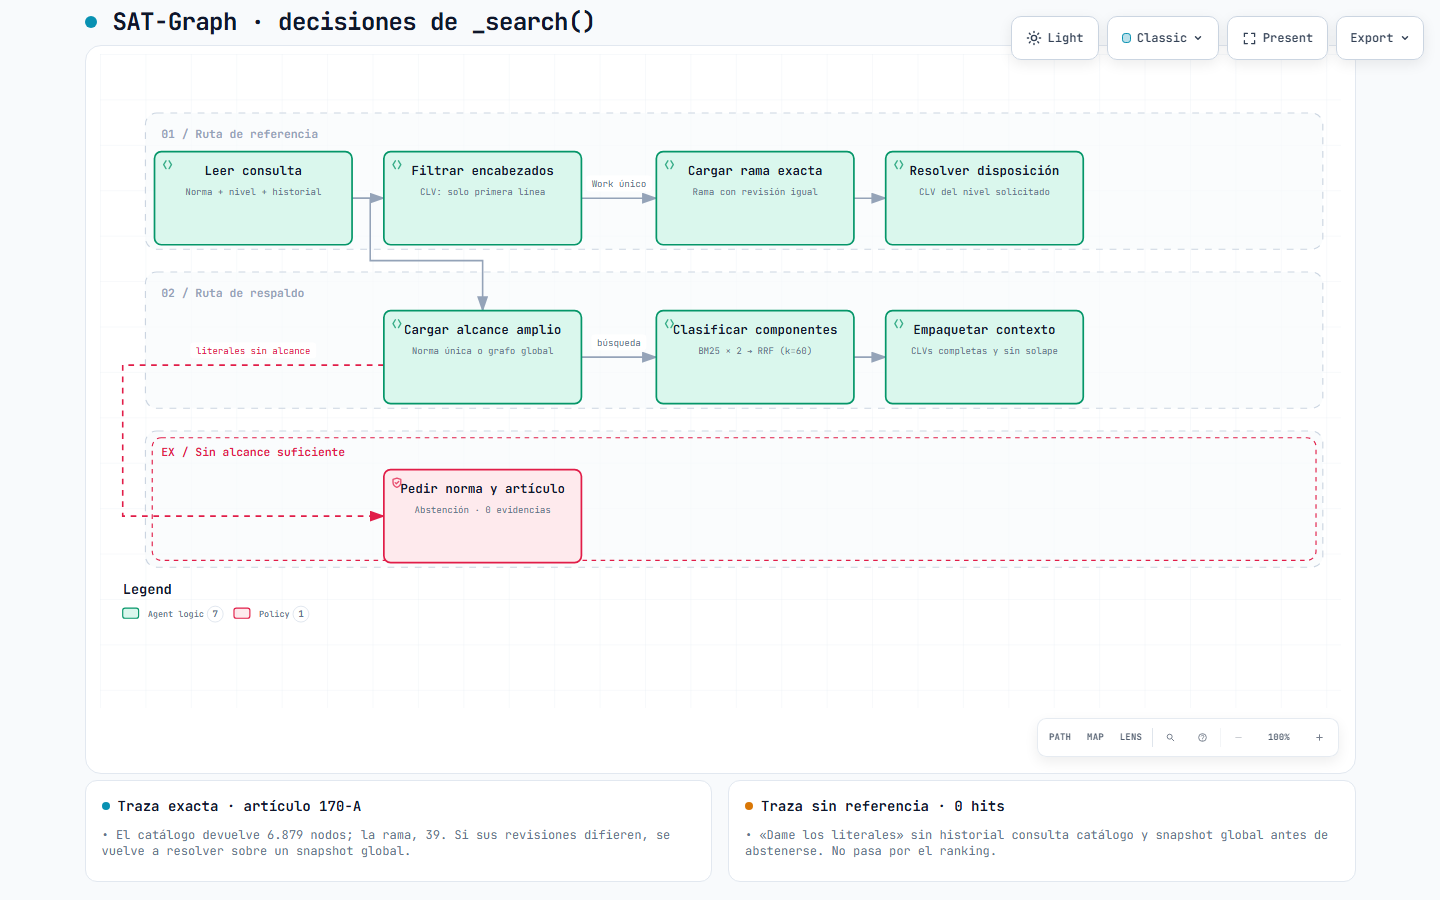 SAT-Graph · decisiones de _search()
Light
Classic
Present
Export
01 / Ruta de referencia
Leer consulta
Norma + nivel + historial
Filtrar encabezados
CLV: solo primera línea
Work único
Cargar rama exacta
Rama con revisión igual
Resolver disposición
CLV del nivel solicitado
02 / Ruta de respaldo
Cargar alcance amplio
Norma única o grafo global
búsqueda
Clasificar componentes
BM25 × 2 → RRF (k=60)
Empaquetar contexto
CLVs completas y sin solape
literales sin alcance
EX / Sin alcance suficiente
Pedir norma y artículo
Abstención · 0 evidencias
Legend
Agent logic 7
Policy 1
PATH MAP LENS
− 100% +
Traza exacta · artículo 170-A
• El catálogo devuelve 6.879 nodos; la rama, 39. Si sus revisiones difieren, se
vuelve a resolver sobre un snapshot global.
Traza sin referencia · 0 hits
• «Dame los literales» sin historial consulta catálogo y snapshot global antes de
abstenerse. No pasa por el ranking.